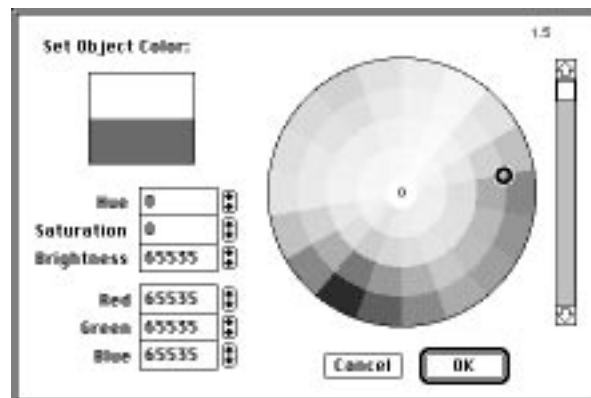 1.5
Set Object Color:
0
Hue 0
Saturation 0
Brightness 65535
Red 65535
Green 65535
Blue 65535
Cancel OK